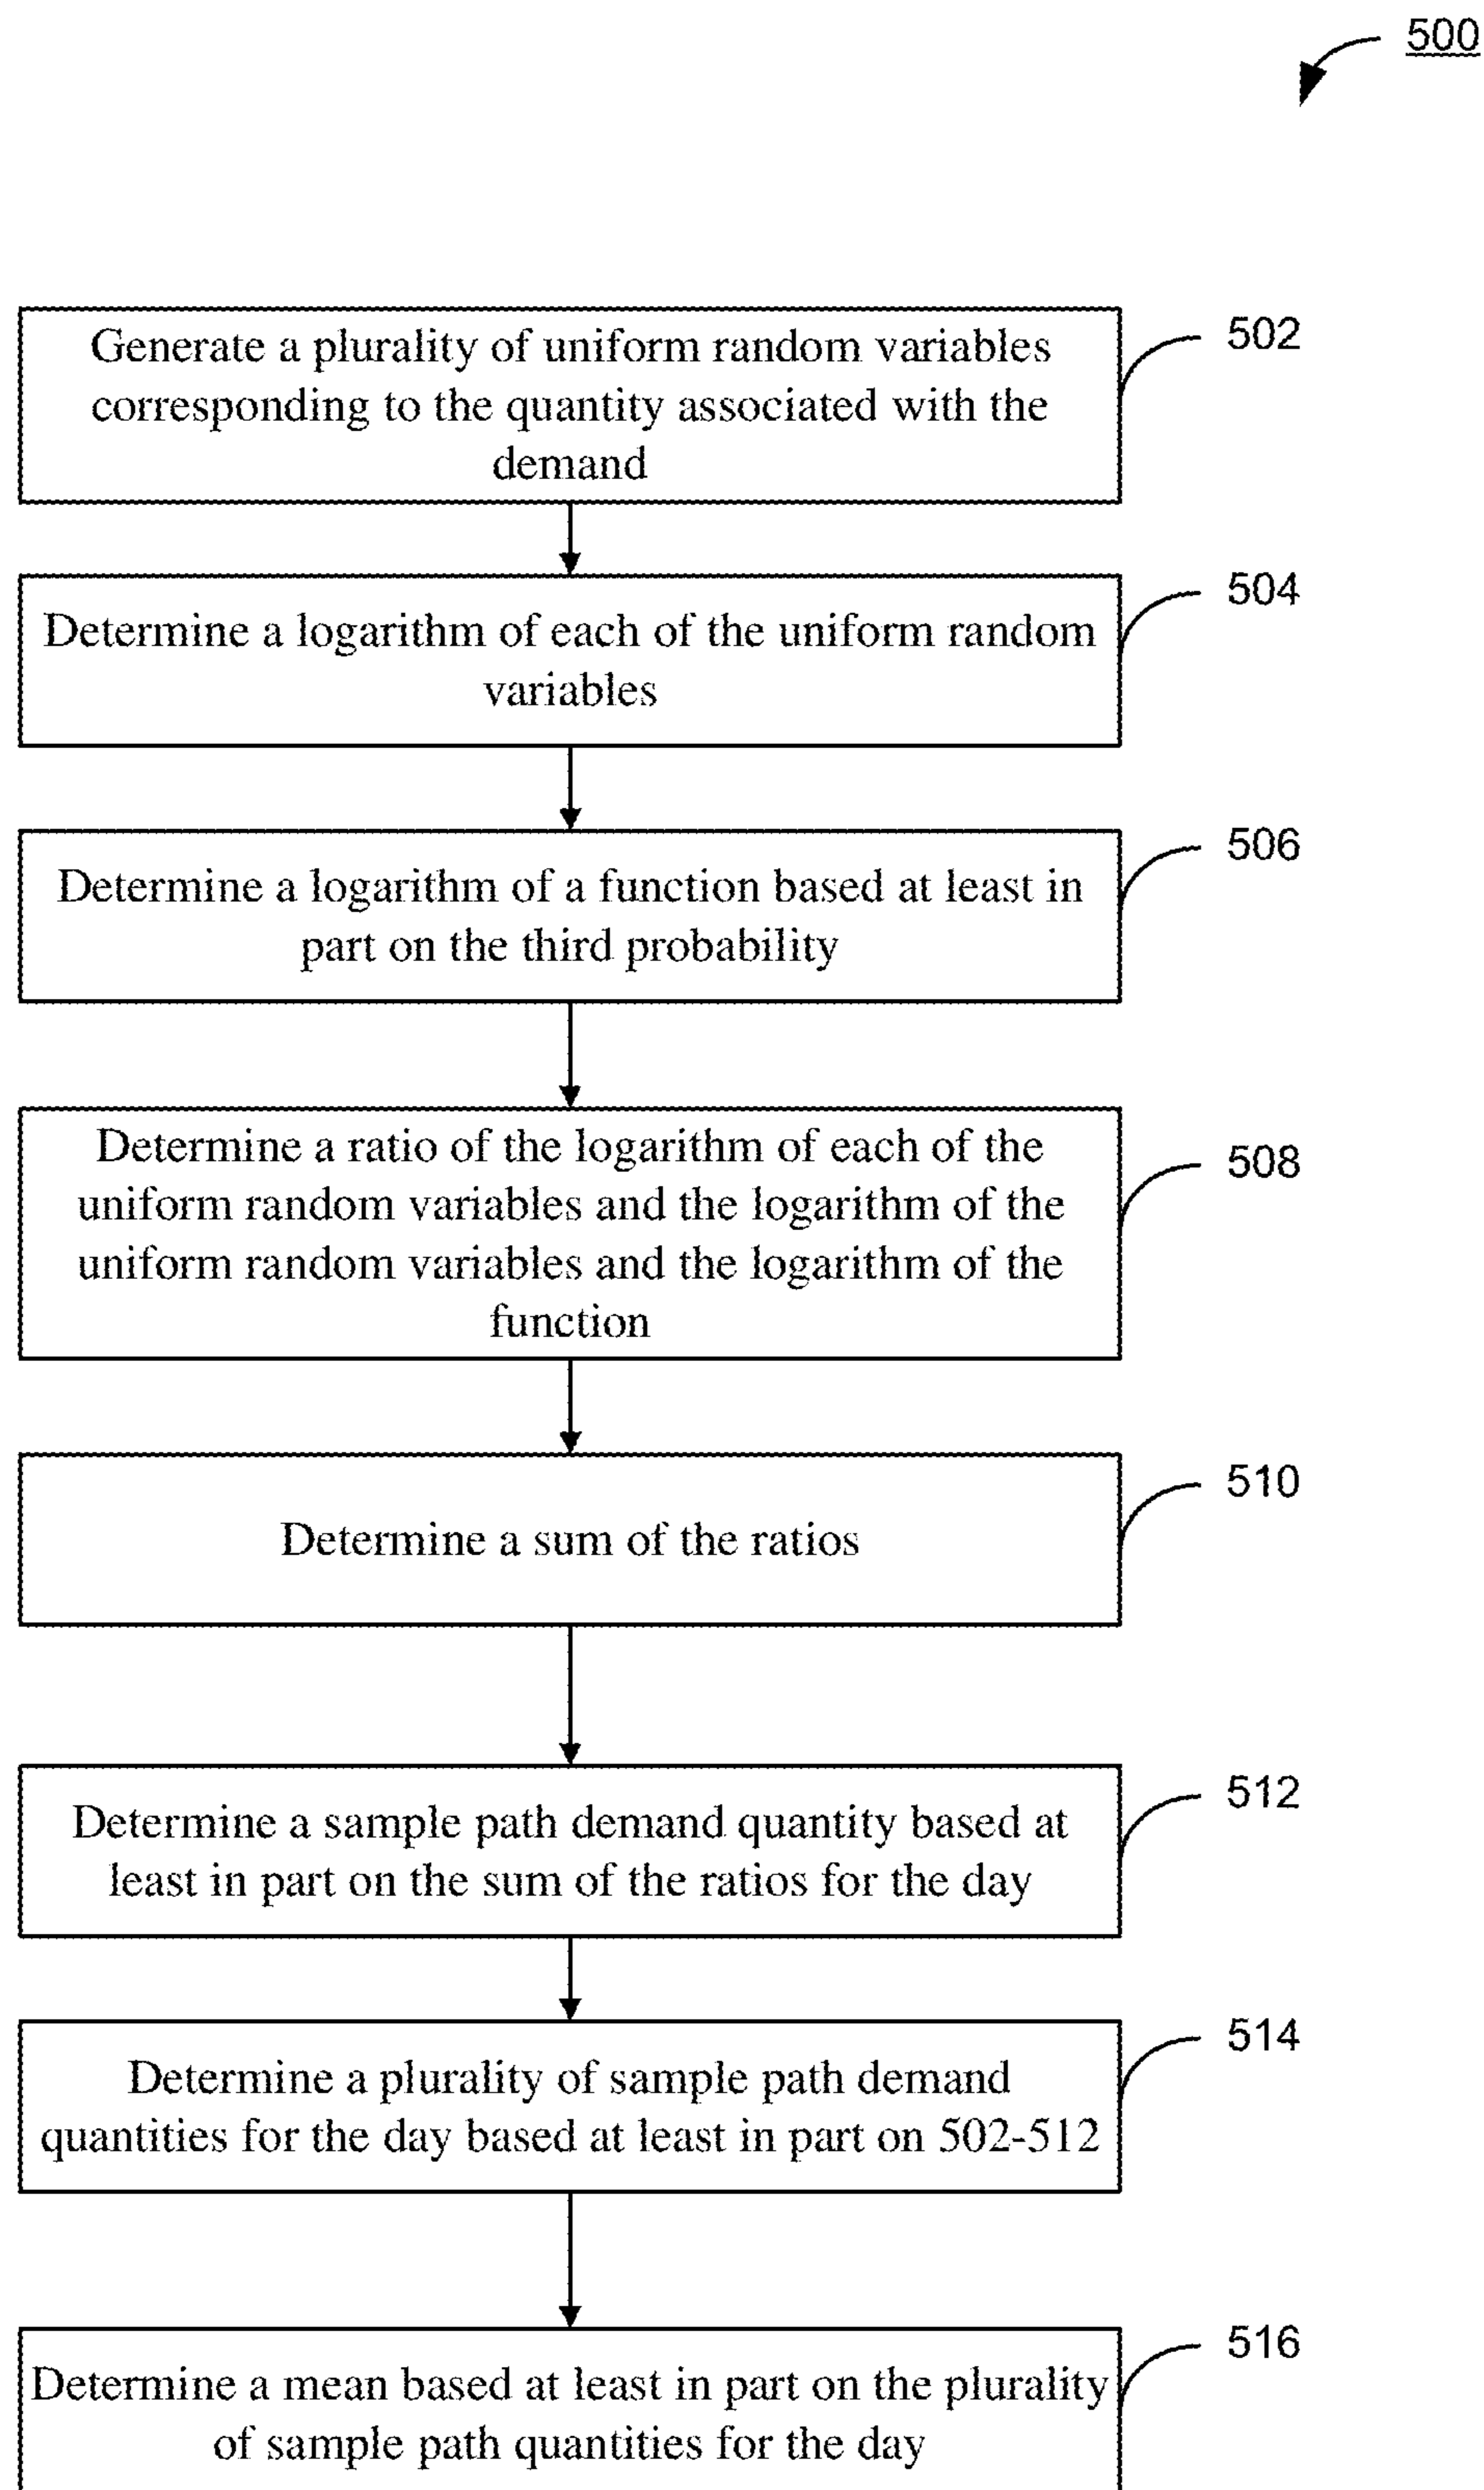 500
Generate a plurality of uniform random variables
corresponding to the quantity associated with the
demand
502
Determine a logarithm of each of the uniform random
variables
504
Determine a logarithm of a function based at least in
part on the third probability
506
Determine a ratio of the logarithm of each of the
uniform random variables and the logarithm of the
uniform random variables and the logarithm of the
function
508
Determine a sum of the ratios
510
Determine a sample path demand quantity based at
least in part on the sum of the ratios for the day
512
Determine a plurality of sample path demand
quantities for the day based at least in part on 502-512
514
Determine a mean based at least in part on the plurality
of sample path quantities for the day
516